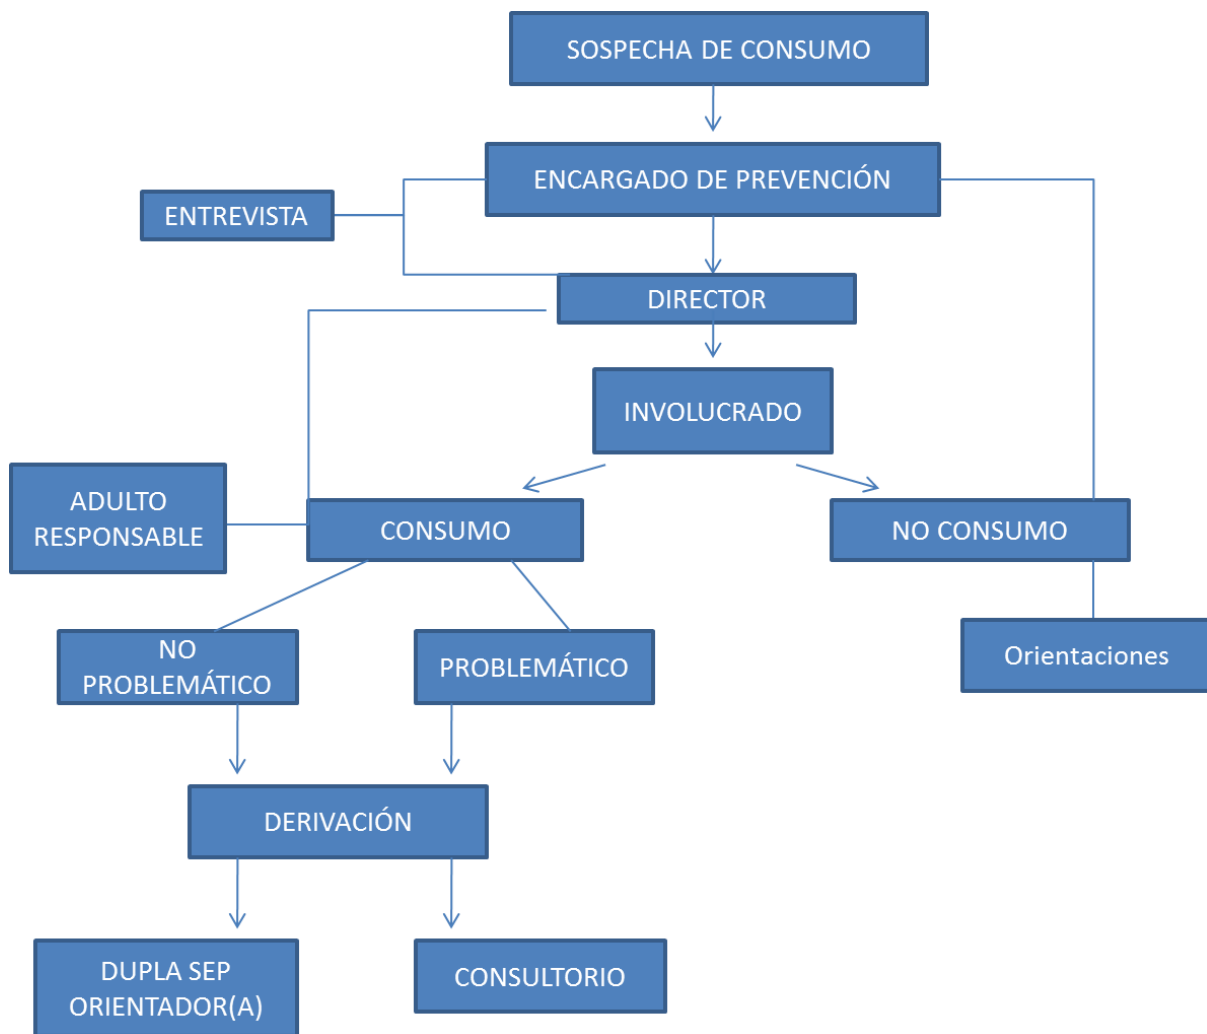 SOSPECHA DE CONSUMO
ENCARGADO DE PREVENCIÓN
ENTREVISTA
DIRECTOR
INVOLUCRADO
ADULTO
RESPONSABLE
CONSUMO
NO CONSUMO
NO
PROBLEMÁTICO
PROBLEMÁTICO
Orientaciones
DERIVACIÓN
DUPLA SEP
ORIENTADOR(A)
CONSULTORIO